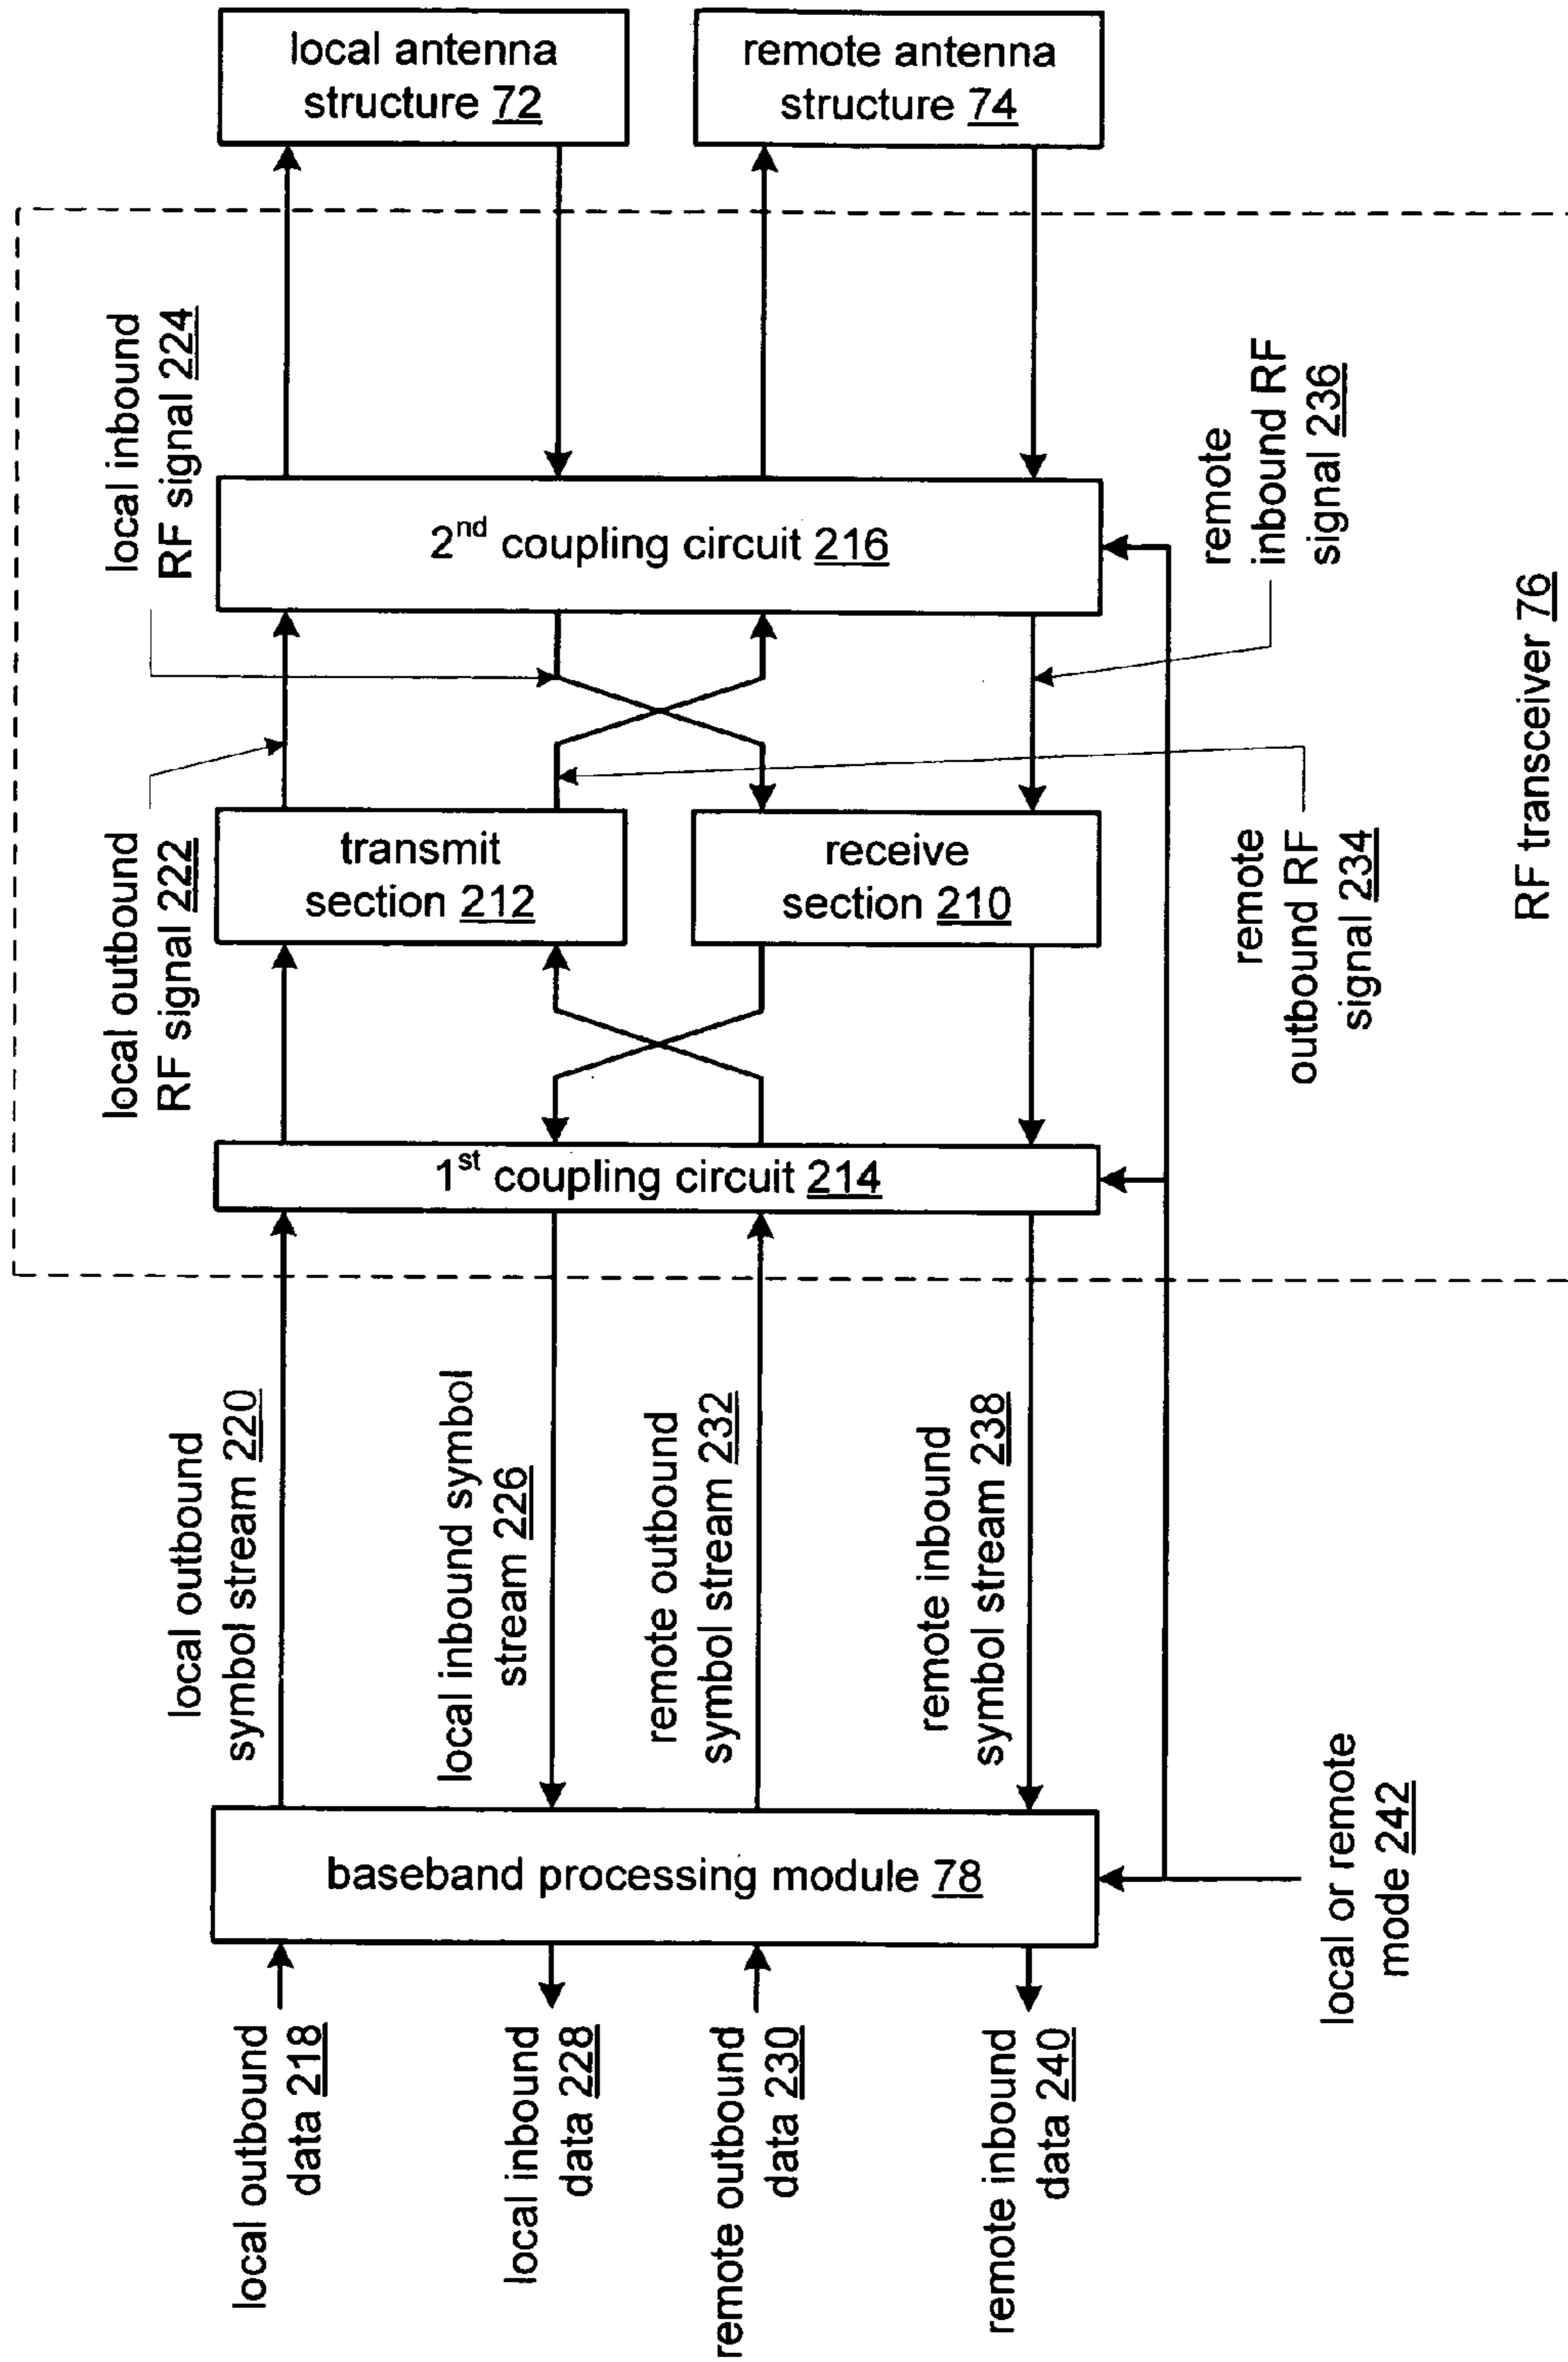 local antenna
structure 72
remote antenna
structure 74
local inbound
RF signal 224
2nd coupling circuit 216
remote
inbound RF
signal 236
local outbound
RF signal 222
transmit
section 212
receive
section 210
remote
outbound RF
signal 234
RF transceiver 76
1st coupling circuit 214
local outbound
symbol stream 220
local inbound symbol
stream 226
remote outbound
symbol stream 232
remote inbound
symbol stream 238
baseband processing module 78
local or remote
mode 242
local outbound
data 218
local inbound
data 228
remote outbound
data 230
remote inbound
data 240